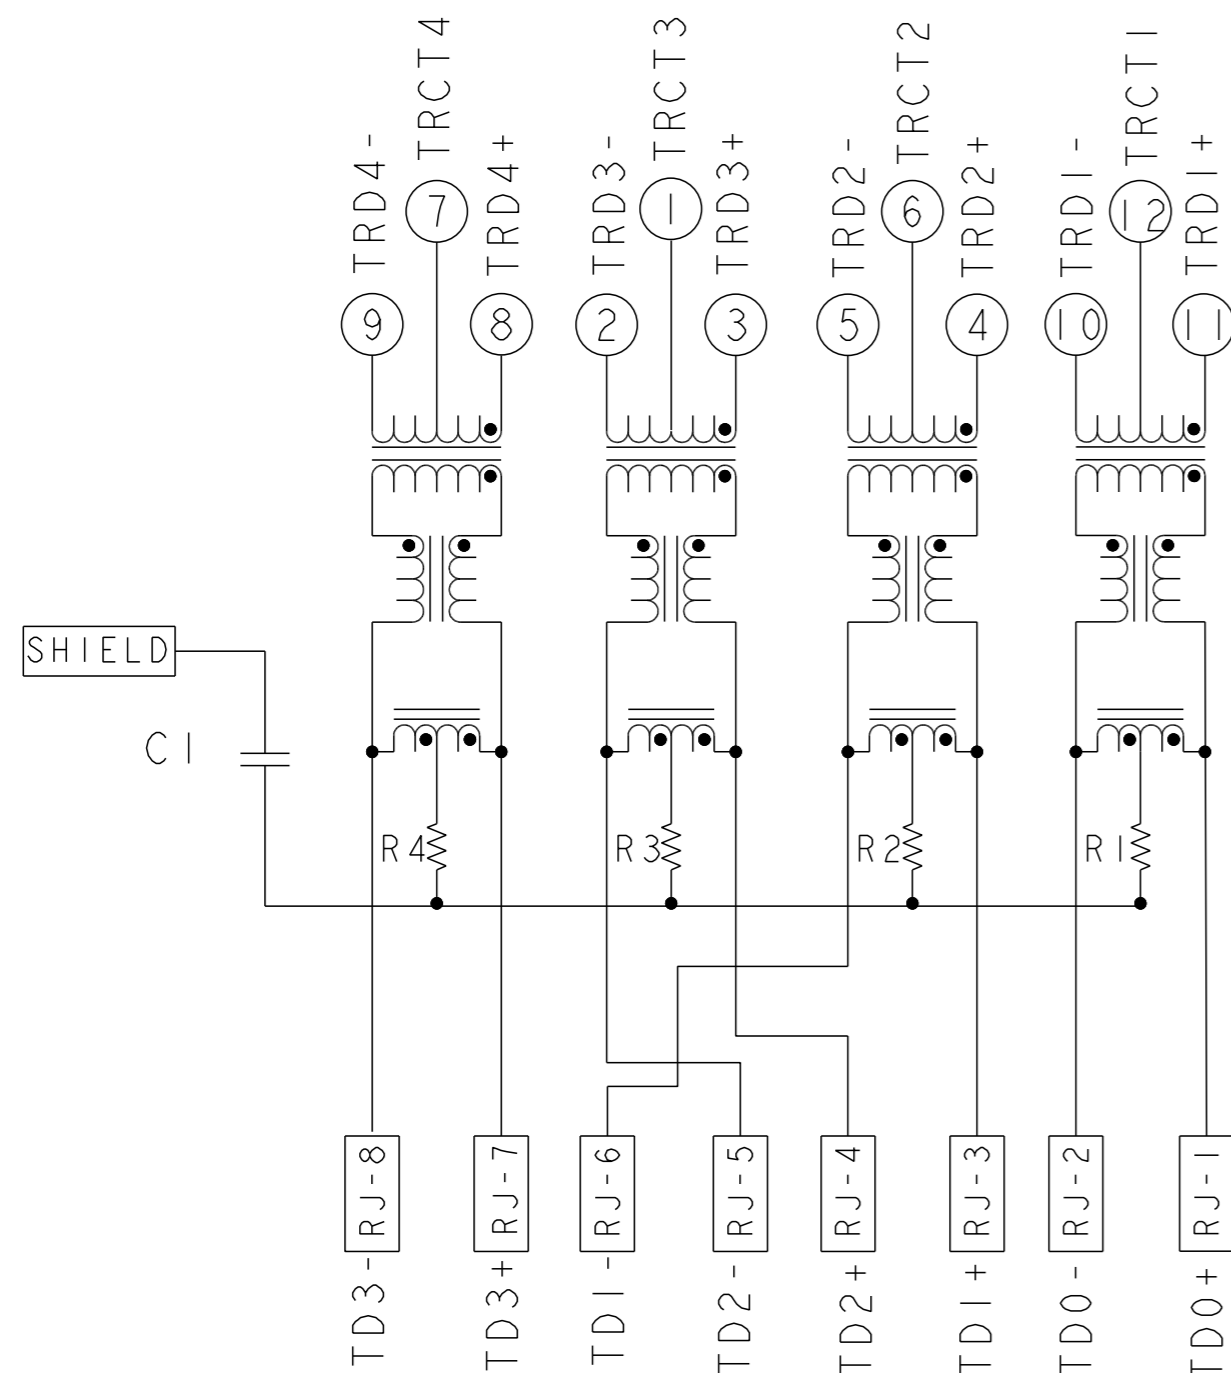 TRCT4
TRCT3
TRCT2
TRCT1
TRD4-
TRD4+
TRD3-
TRD3+
TRD2-
TRD2+
TRD1-
TRD1+
7
1
6
12
9
8
2
3
5
4
10
11
SHIELD
C1
R4
R3
R2
R1
RJ-8
RJ-7
RJ-6
RJ-5
RJ-4
RJ-3
RJ-2
RJ-1
TD3-
TD3+
TD1-
TD2-
TD2+
TD1+
TD0-
TD0+